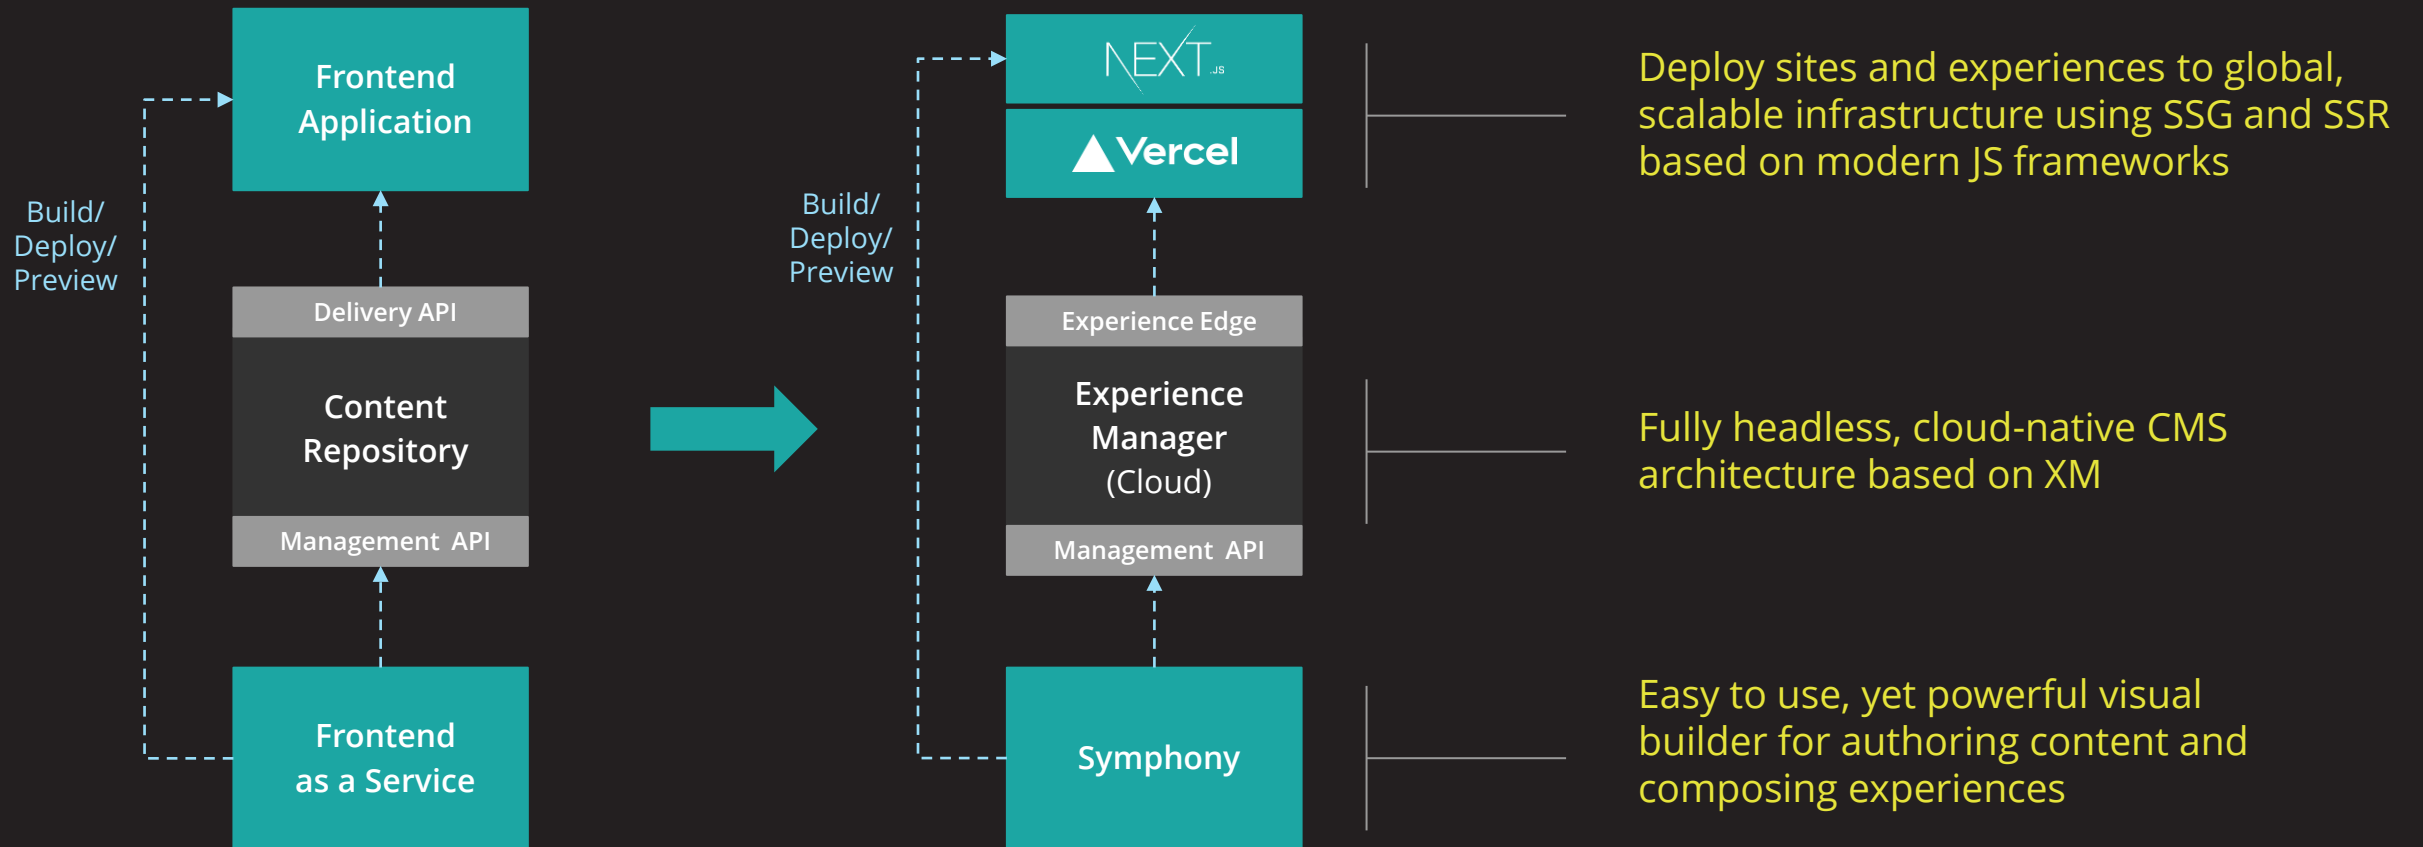 Frontend
Application
Build/
Deploy/
Preview
Delivery API
Content
Repository
Management API
Frontend
as a Service
NEXT.JS
Vercel
Build/
Deploy/
Preview
Experience Edge
Experience
Manager
(Cloud)
Management API
Symphony
Deploy sites and experiences to global,
scalable infrastructure using SSG and SSR
based on modern JS frameworks
Fully headless, cloud-native CMS
architecture based on XM
Easy to use, yet powerful visual
builder for authoring content and
composing experiences